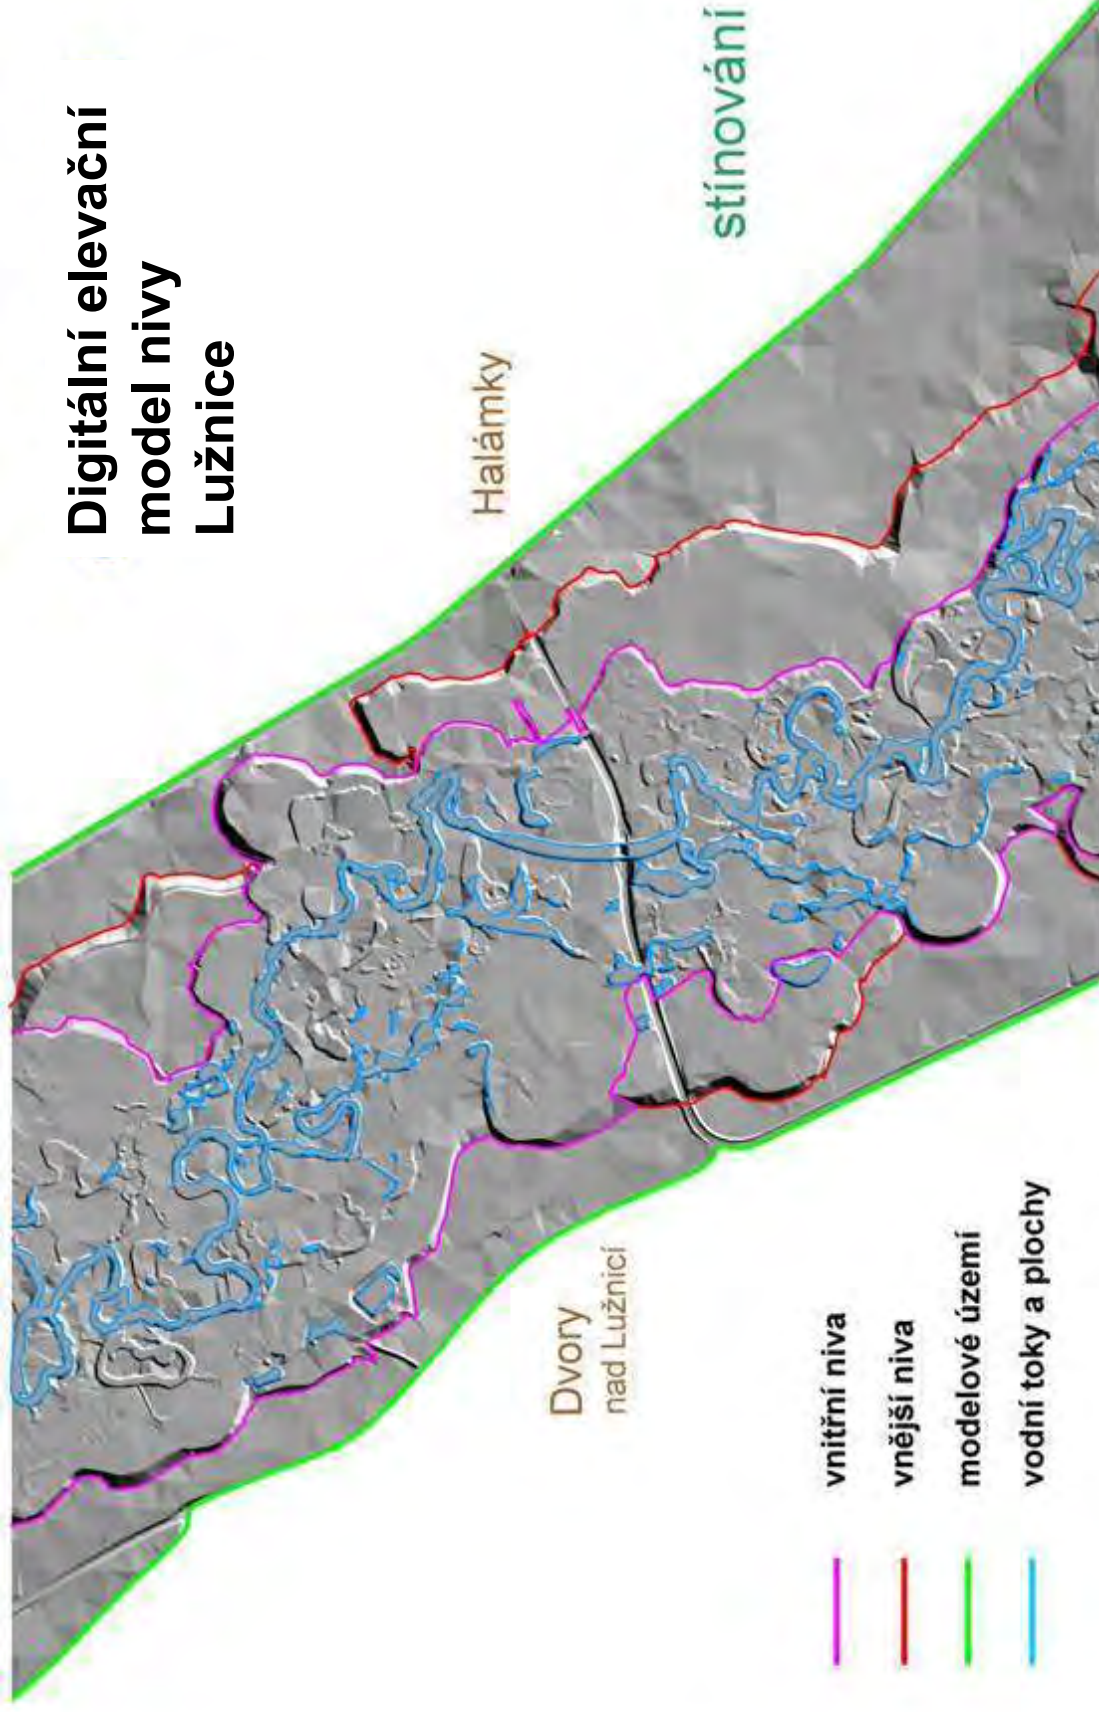 Digitální elevační
model nivy
Lužnice
Halámky
stínování
Dvory
nad Lužnicí
vnitřní niva
vnější niva
modelové území
vodní toky a plochy